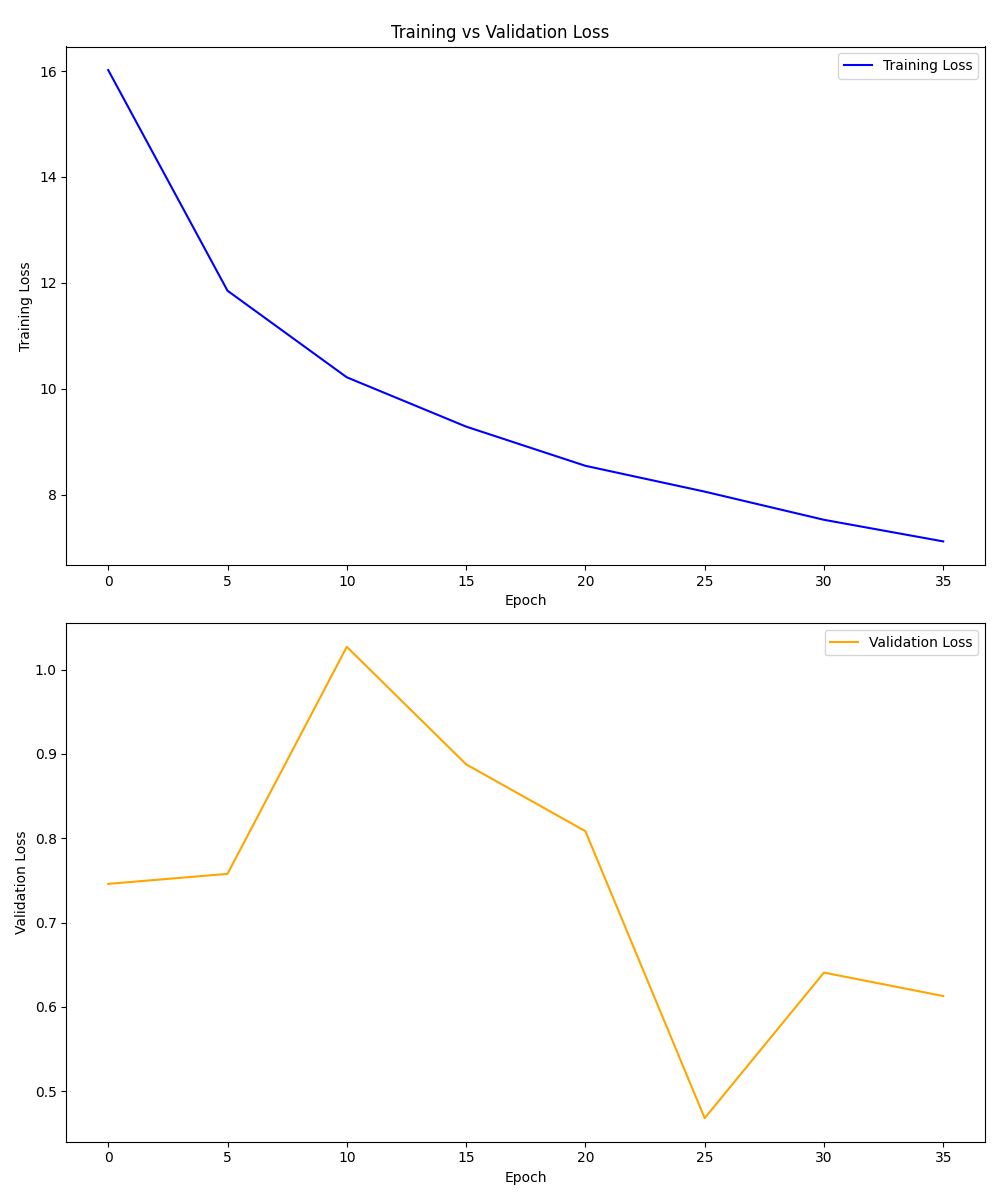 Training vs Validation Loss
Training Loss
16
14
12
10
8
Training Loss
0 5 10 15 20 25 30 35
Epoch
Validation Loss
1.0
0.9
0.8
0.7
0.6
0.5
Validation Loss
0 5 10 15 20 25 30 35
Epoch